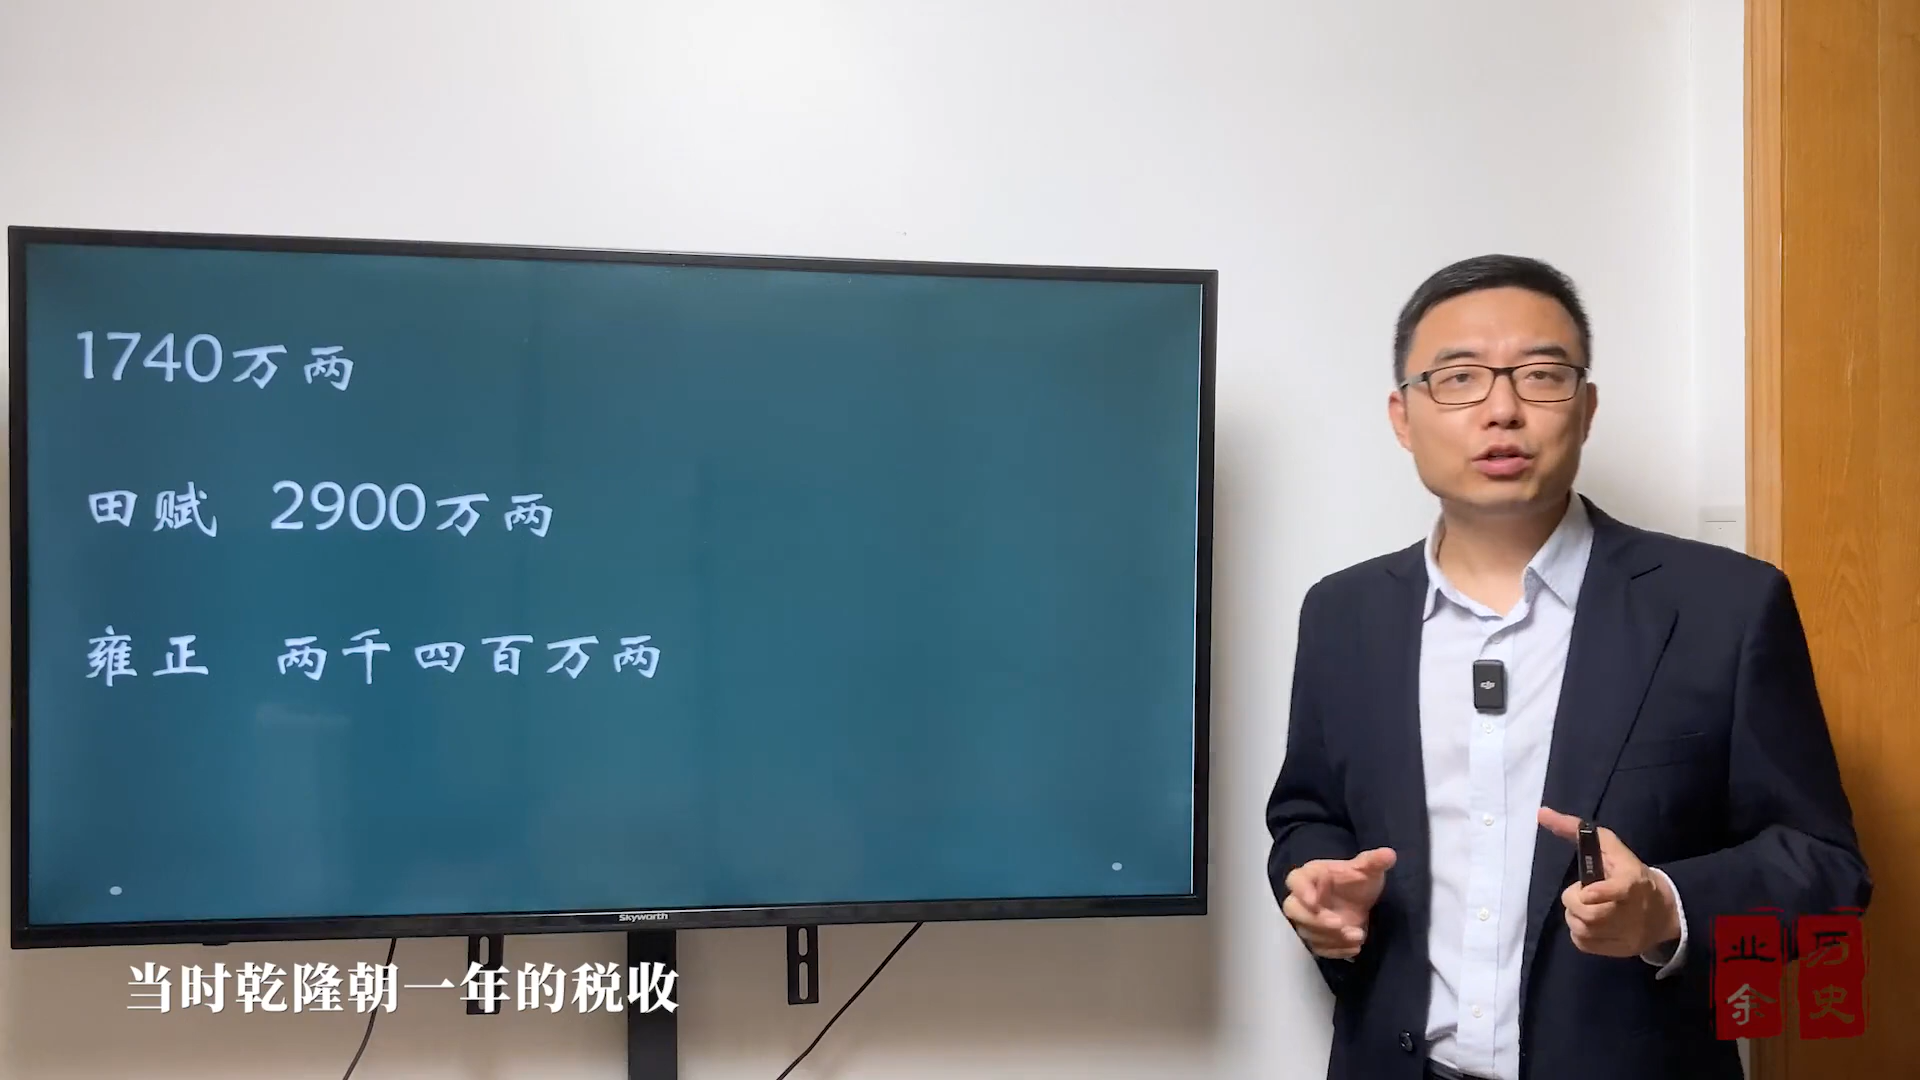 1740万两
田赋 2900万两
雍正 两千四百万两
Skyworth
当时乾隆朝一年的税收
业余
历史